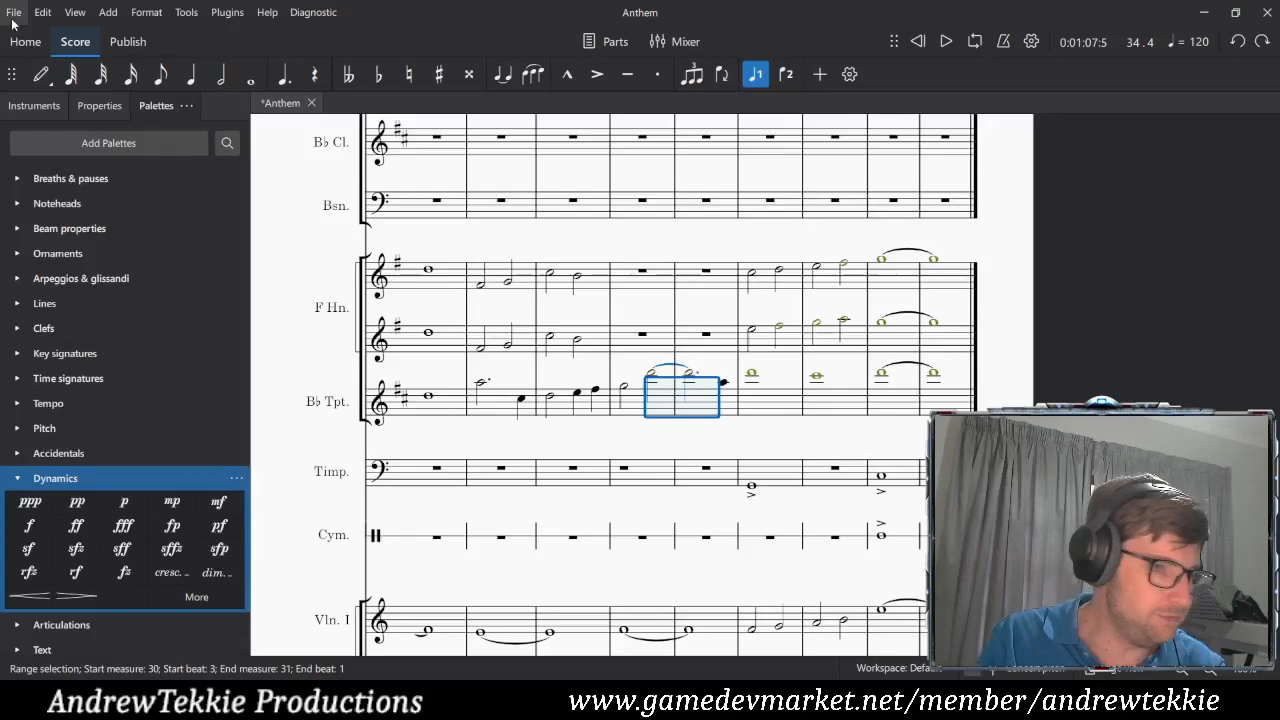 File Edit View Add Format Tools Plugins Help Diagnostic
Anthem
Home Score Publish
Parts Mixer
0:01:07:5 34 . 4 = 120
Instruments Properties Palettes
*Anthem
Add Palettes
Breaths & pauses
Noteheads
Beam properties
Ornaments
Arpeggios & glissandi
Lines
Clefs
Key signatures
Time signatures
Tempo
Pitch
Accidentals
Dynamics
ppp pp p mp mf
f ff fff fp pf
sf sfz sff sffz sfp
rfz rf fz cresc. _ dim. _
More
Articulations
Text
B♭ Cl.
Bsn.
F Hn.
B♭ Tpt.
Timp.
Cym.
Vln. I
Range selection; Start measure: 30; Start beat: 3; End measure: 31; End beat: 1
Workspace: Default
AndrewTekkie Productions
www.gamedevmarket.net/member/andrewtekkie